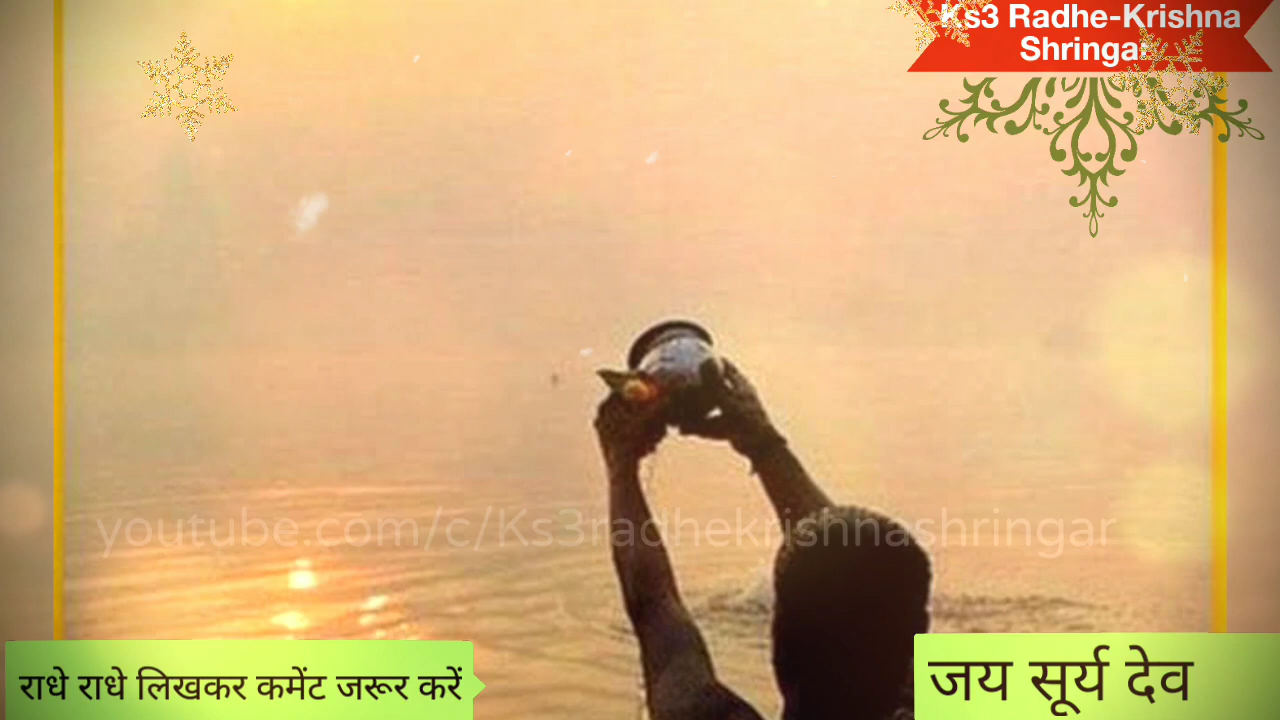 Ks3 Radhe-Krishna
Shringar
youtube.com/c/Ks3radhekrishnashringar
राधे राधे लिखकर कमेंट जरूर करें
जय सूर्य देव